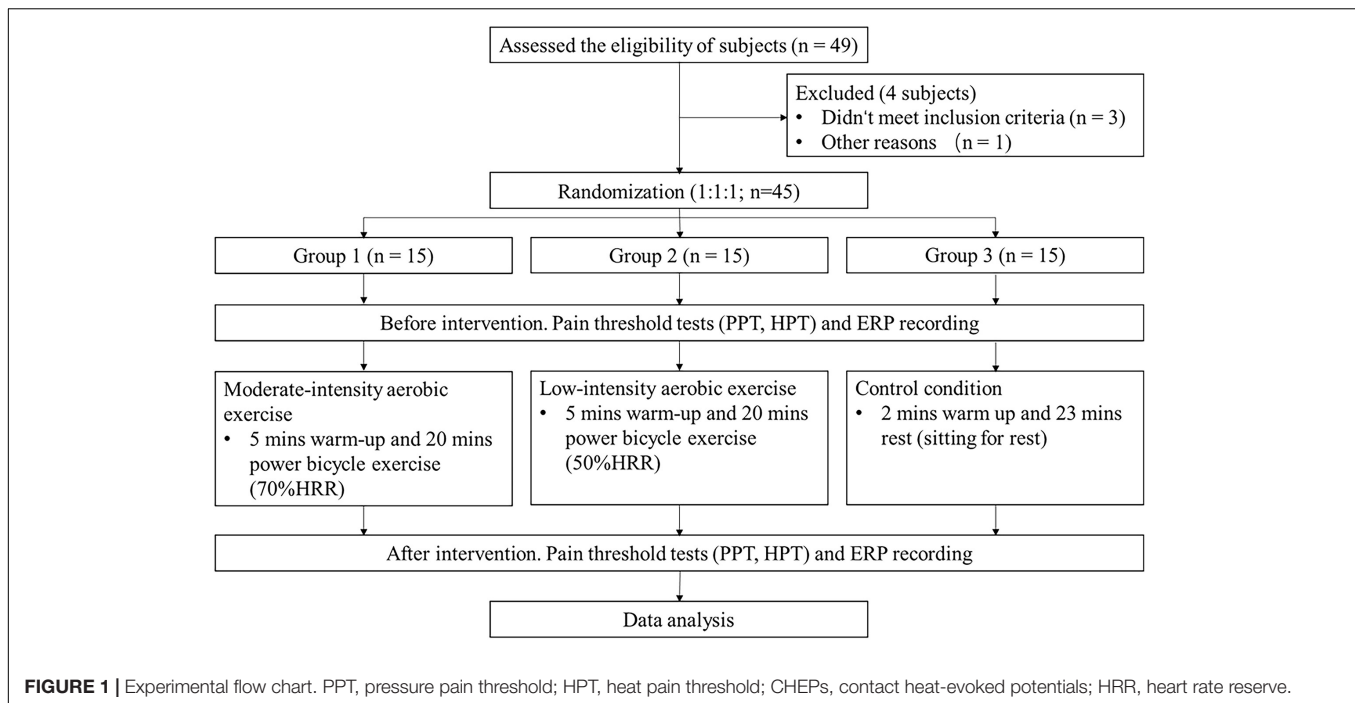 Assessed the eligibility of subjects (n = 49)
Excluded (4 subjects)
• Didn't meet inclusion criteria (n = 3)
• Other reasons （n = 1)
Randomization (1:1:1; n=45)
Group 1 (n = 15)
Group 2 (n = 15)
Group 3 (n = 15)
Before intervention. Pain threshold tests (PPT, HPT) and ERP recording
Moderate-intensity aerobic
exercise
• 5 mins warm-up and 20 mins
power bicycle exercise
(70%HRR)
Low-intensity aerobic exercise
• 5 mins warm-up and 20 mins
power bicycle exercise
(50%HRR)
Control condition
• 2 mins warm up and 23 mins
rest (sitting for rest)
After intervention. Pain threshold tests (PPT, HPT) and ERP recording
Data analysis
FIGURE 1 | Experimental flow chart. PPT, pressure pain threshold; HPT, heat pain threshold; CHEPs, contact heat-evoked potentials; HRR, heart rate reserve.